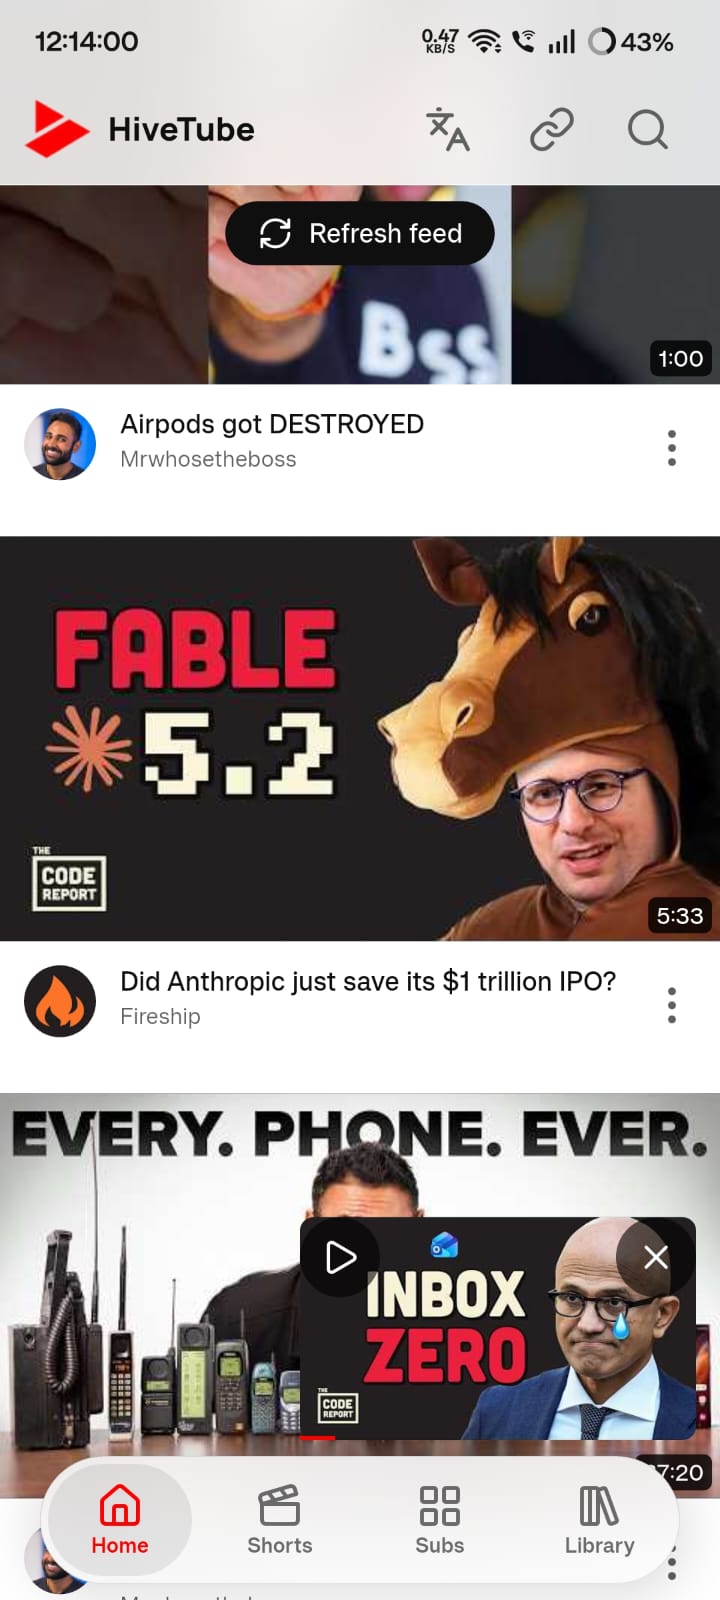 12:14:00
0.47
KB/S
43%
HiveTube
Refresh feed
Bss
1:00
Airpods got DESTROYED
Mrwhosetheboss
FABLE
5.2
THE
CODE
REPORT
5:33
Did Anthropic just save its $1 trillion IPO?
Fireship
EVERY. PHONE. EVER.
INBOX
ZERO
THE
CODE
REPORT
7:20
Home
Shorts
Subs
Library